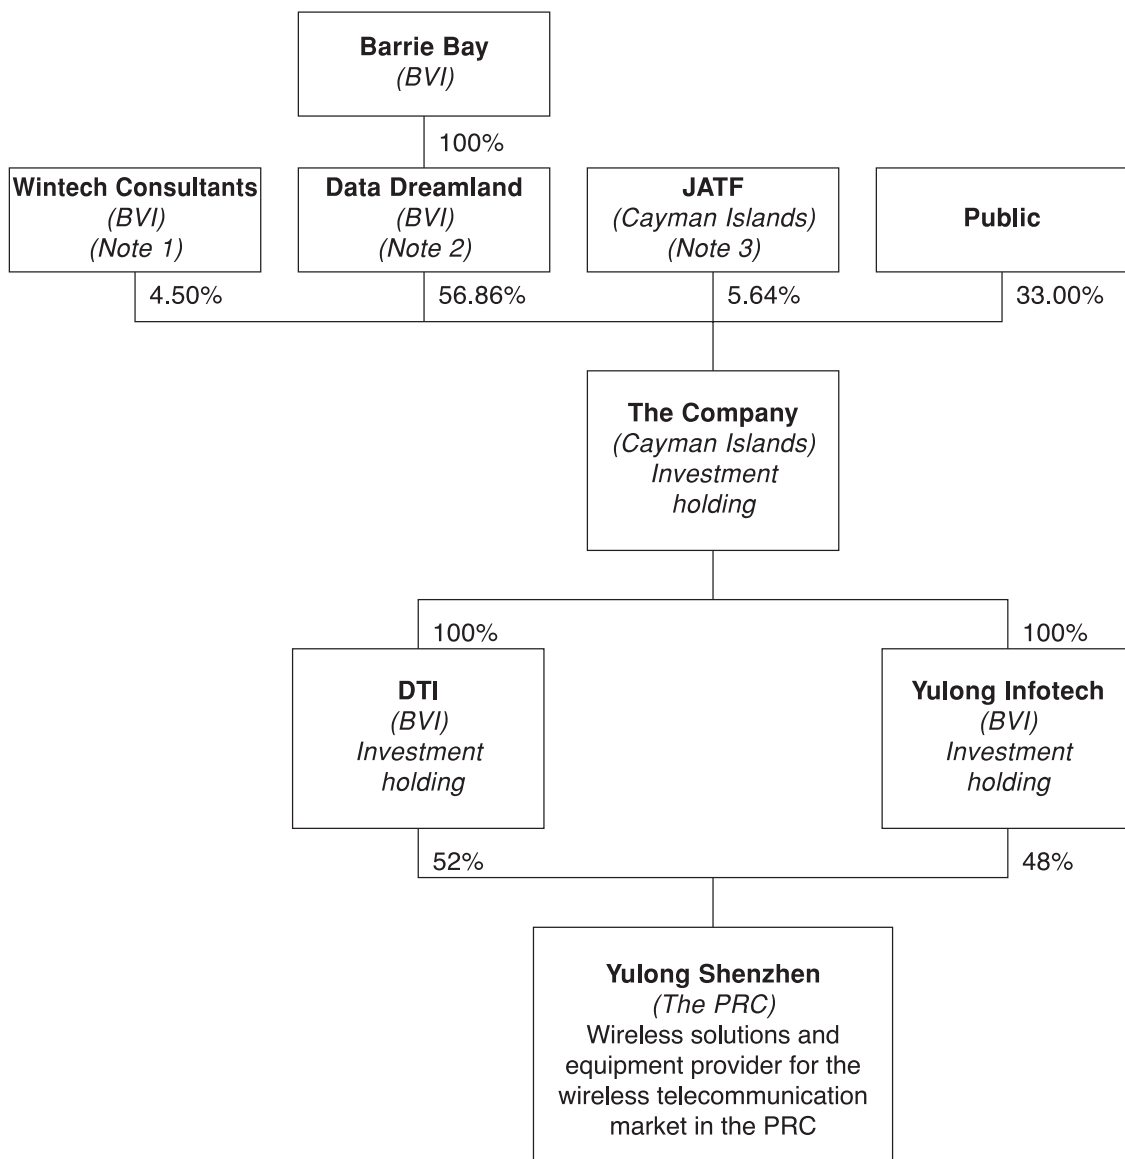 Barrie Bay
(BVI)
100%
Wintech Consultants
(BVI)
(Note 1)
Data Dreamland
(BVI)
(Note 2)
JATF
(Cayman Islands)
(Note 3)
Public
4.50%
56.86%
5.64%
33.00%
The Company
(Cayman Islands)
Investment
holding
100%
100%
DTI
(BVI)
Investment
holding
Yulong Infotech
(BVI)
Investment
holding
52%
48%
Yulong Shenzhen
(The PRC)
Wireless solutions and
equipment provider for the
wireless telecommunication
market in the PRC